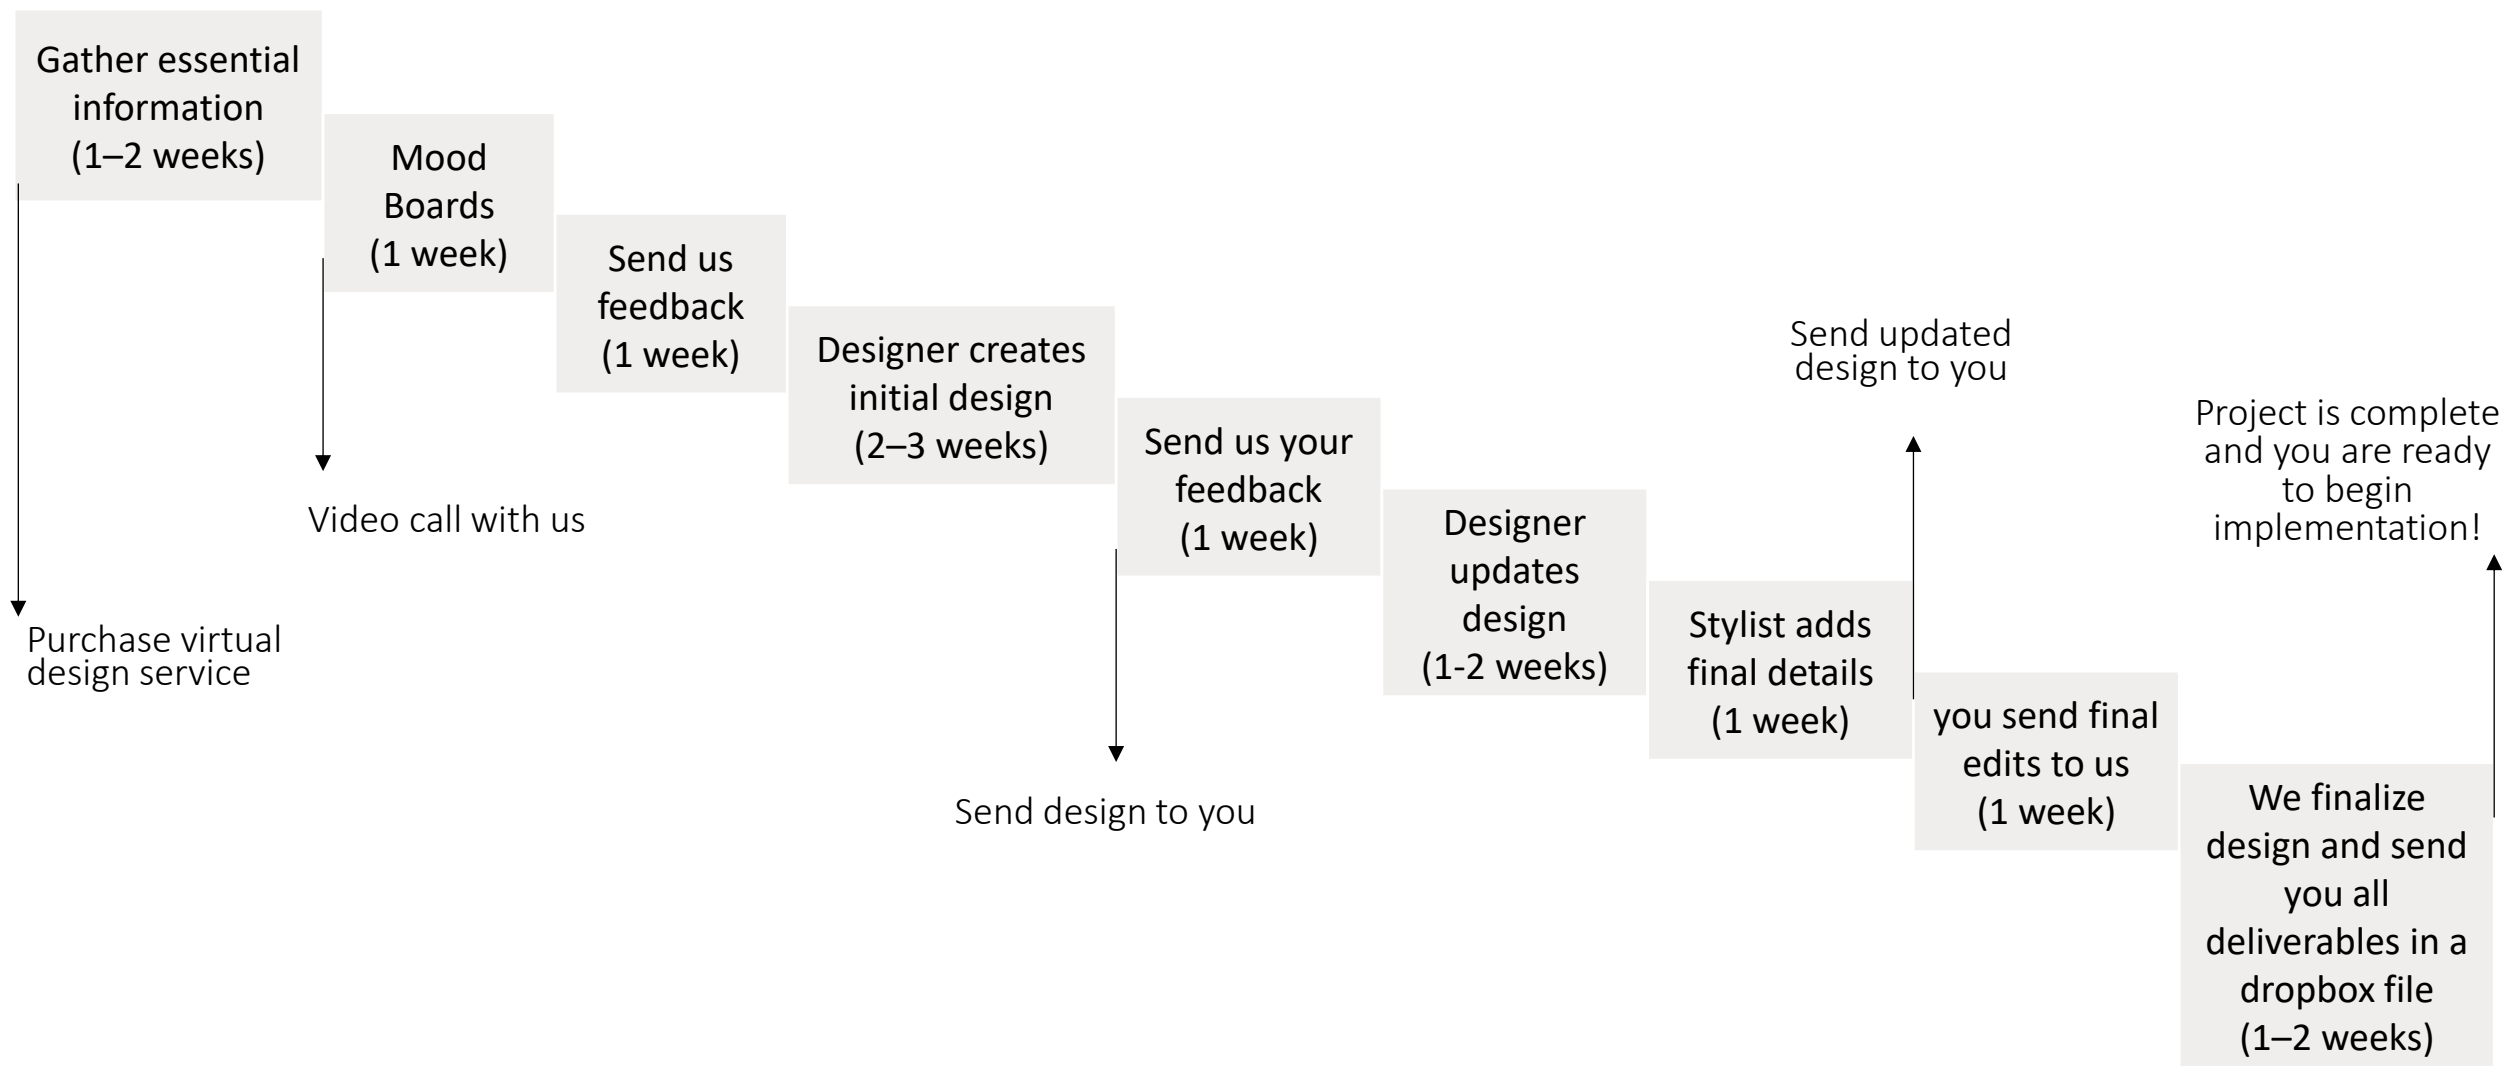 Gather essential
information
(1–2 weeks)
Mood
Boards
(1 week)
Send us
feedback
(1 week)
Designer creates
initial design
(2–3 weeks)
Send us your
feedback
(1 week)
Designer
updates
design
(1-2 weeks)
Stylist adds
final details
(1 week)
you send final
edits to us
(1 week)
We finalize
design and send
you all
deliverables in a
dropbox file
(1–2 weeks)
Purchase virtual
design service
Video call with us
Send design to you
Send updated
design to you
Project is complete
and you are ready
to begin
implementation!